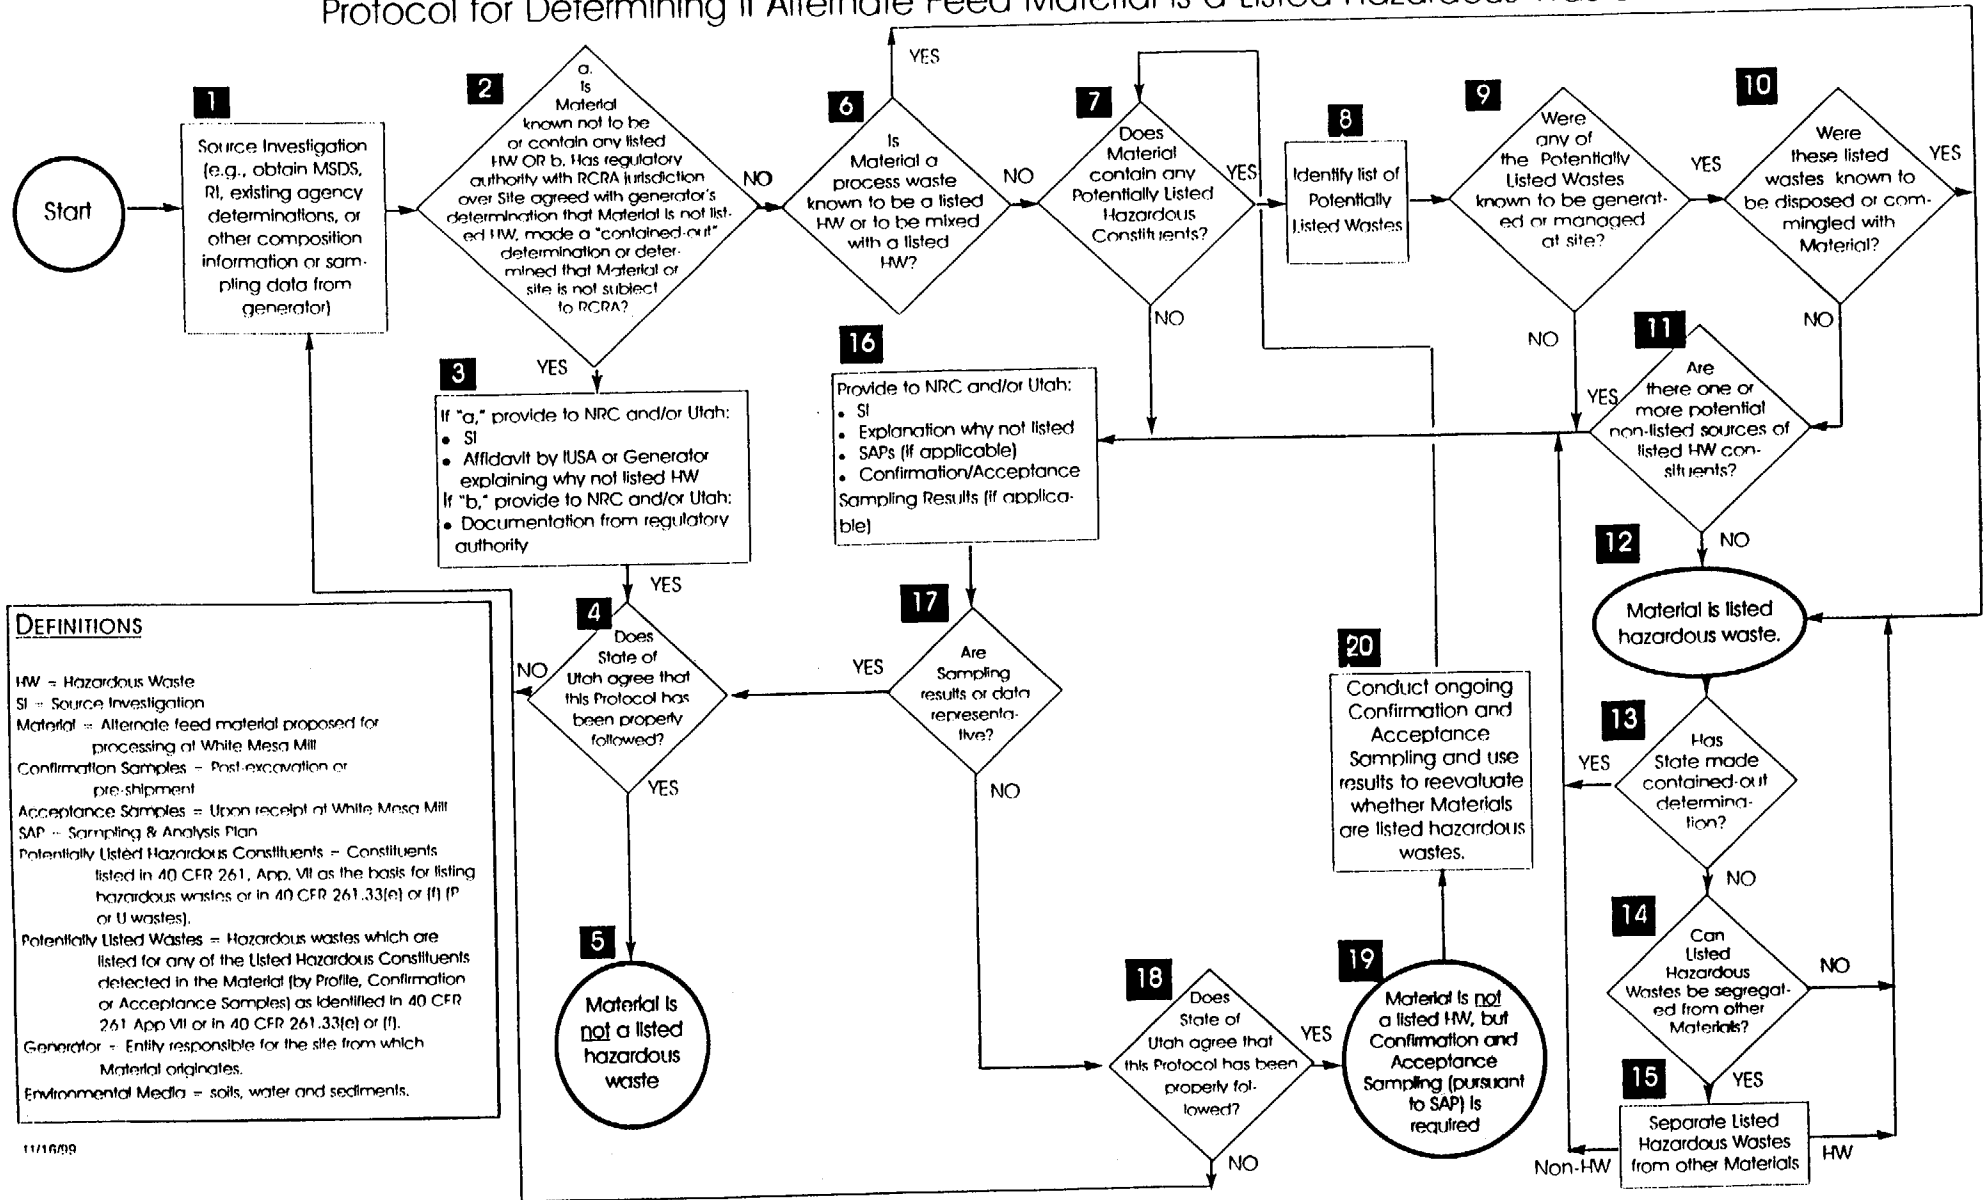 Protocol for Determining if Alternate Feed Material is a Listed Hazardous
Start
1
Source Investigation
(e.g., obtain MSDS,
RI, existing agency
determinations, or
other composition
information or sam-
pling data from
generator)
2
a.
Is
Material
known not to be
or contain any listed
HW OR b. Has regulatory
authority with RCRA jurisdiction
over Site agreed with generator's
determination that Material is not list-
ed HW, made a "contained-out"
determination or deter-
mined that Material or
site is not subject
to RCRA?
NO
YES
3
If "a," provide to NRC and/or Utah:
• SI
• Affidavit by IUSA or Generator
explaining why not listed HW
If "b," provide to NRC and/or Utah:
• Documentation from regulatory
authority
YES
4
Does
State of
Utah agree that
this Protocol has
been properly
followed?
NO
YES
5
Material is
not a listed
hazardous
waste
6
Is
Material a
process waste
known to be a listed
HW or to be mixed
with a listed
HW?
YES
NO
7
Does
Material
contain any
Potentially Listed
Hazardous
Constituents?
YES
NO
8
Identify list of
Potentially
Listed Wastes
9
Were
any of
the Potentially
Listed Wastes
known to be generat-
ed or managed
at site?
YES
NO
10
Were
these listed
wastes known to
be disposed or com-
mingled with
Material?
YES
NO
11
Are
there one or
more potential
non-listed sources of
listed HW con-
stituents?
YES
NO
12
Material is listed
hazardous waste.
13
Has
State made
contained-out
determina-
tion?
YES
NO
14
Can
Listed
Hazardous
Wastes be segregat-
ed from other
Materials?
NO
YES
15
Separate Listed
Hazardous Wastes
from other Materials
Non-HW
HW
16
Provide to NRC and/or Utah:
• SI
• Explanation why not listed
• SAPs (if applicable)
• Confirmation/Acceptance
Sampling Results (if applica-
ble)
17
Are
Sampling
results or data
representa-
tive?
YES
NO
18
Does
State of
Utah agree that
this Protocol has been
properly fol-
lowed?
YES
NO
19
Material is not
a listed HW, but
Confirmation and
Acceptance
Sampling (pursuant
to SAP) is
required
20
Conduct ongoing
Confirmation and
Acceptance
Sampling and use
results to reevaluate
whether Materials
are listed hazardous
wastes.
DEFINITIONS
HW = Hazardous Waste
SI = Source Investigation
Material = Alternate feed material proposed for
processing at White Mesa Mill
Confirmation Samples = Post-excavation or
pre-shipment
Acceptance Samples = Upon receipt at White Mesa Mill
SAP = Sampling & Analysis Plan
Potentially Listed Hazardous Constituents = Constituents
listed in 40 CFR 261, App. VII as the basis for listing
hazardous wastes or in 40 CFR 261.33(e) or (f) (P
or U wastes).
Potentially Listed Wastes = Hazardous wastes which are
listed for any of the Listed Hazardous Constituents
detected in the Material (by Profile, Confirmation
or Acceptance Samples) as identified in 40 CFR
261 App VII or in 40 CFR 261.33(e) or (f).
Generator = Entity responsible for the site from which
Material originates.
Environmental Media = soils, water and sediments.
11/16/99